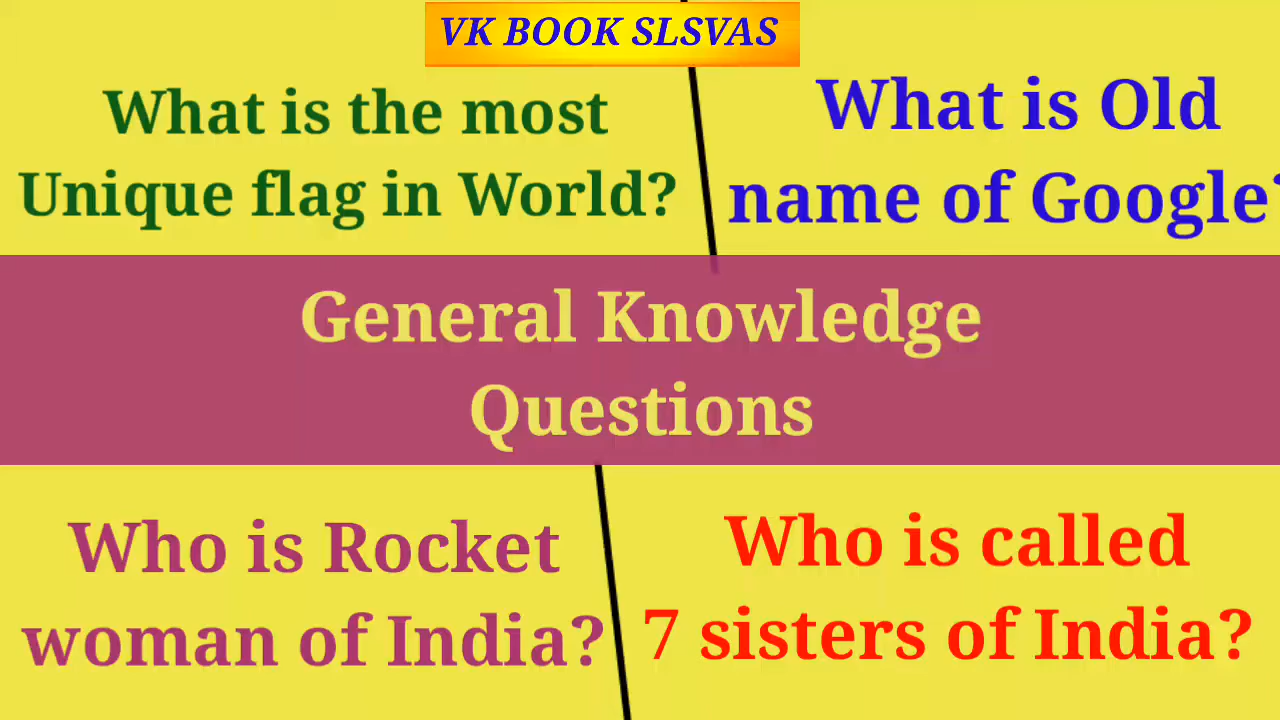 VK BOOK SLSVAS
What is the most
Unique flag in World?
What is Old
name of Google?
General Knowledge
Questions
Who is Rocket
woman of India?
Who is called
7 sisters of India?